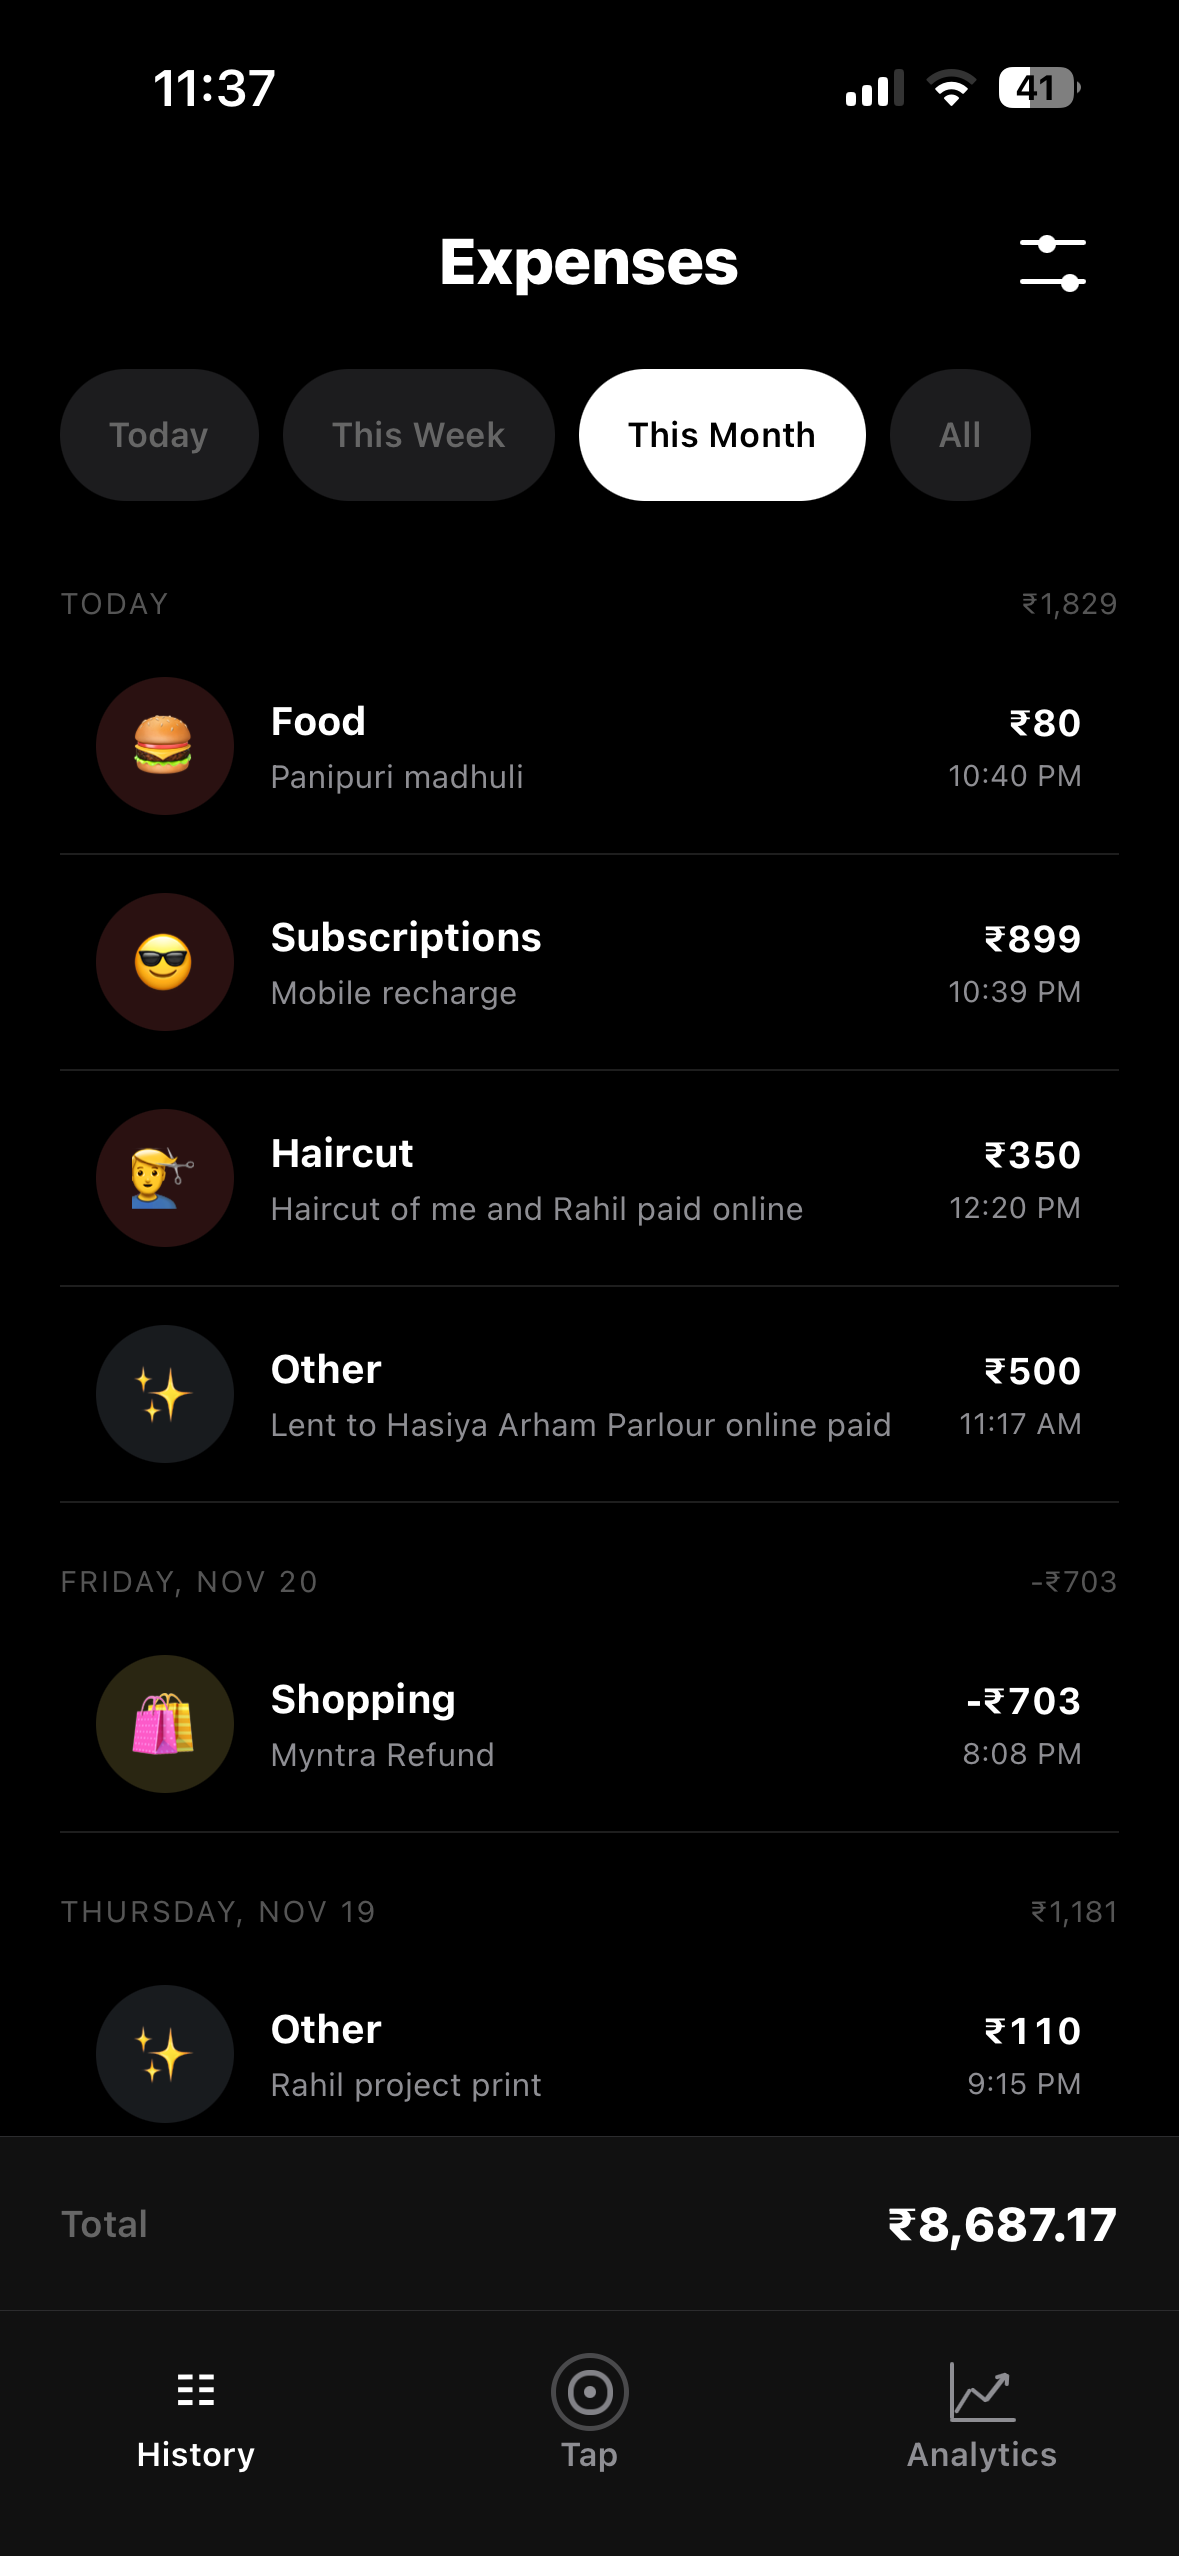 11:37
41
Expenses
Today
This Week
This Month
All
TODAY
₹1,829
Food
₹80
Panipuri madhuli
10:40 PM
Subscriptions
₹899
Mobile recharge
10:39 PM
Haircut
₹350
Haircut of me and Rahil paid online
12:20 PM
Other
₹500
Lent to Hasiya Arham Parlour online paid
11:17 AM
FRIDAY, NOV 20
-₹703
Shopping
-₹703
Myntra Refund
8:08 PM
THURSDAY, NOV 19
₹1,181
Other
₹110
Rahil project print
9:15 PM
Total
₹8,687.17
History
Tap
Analytics